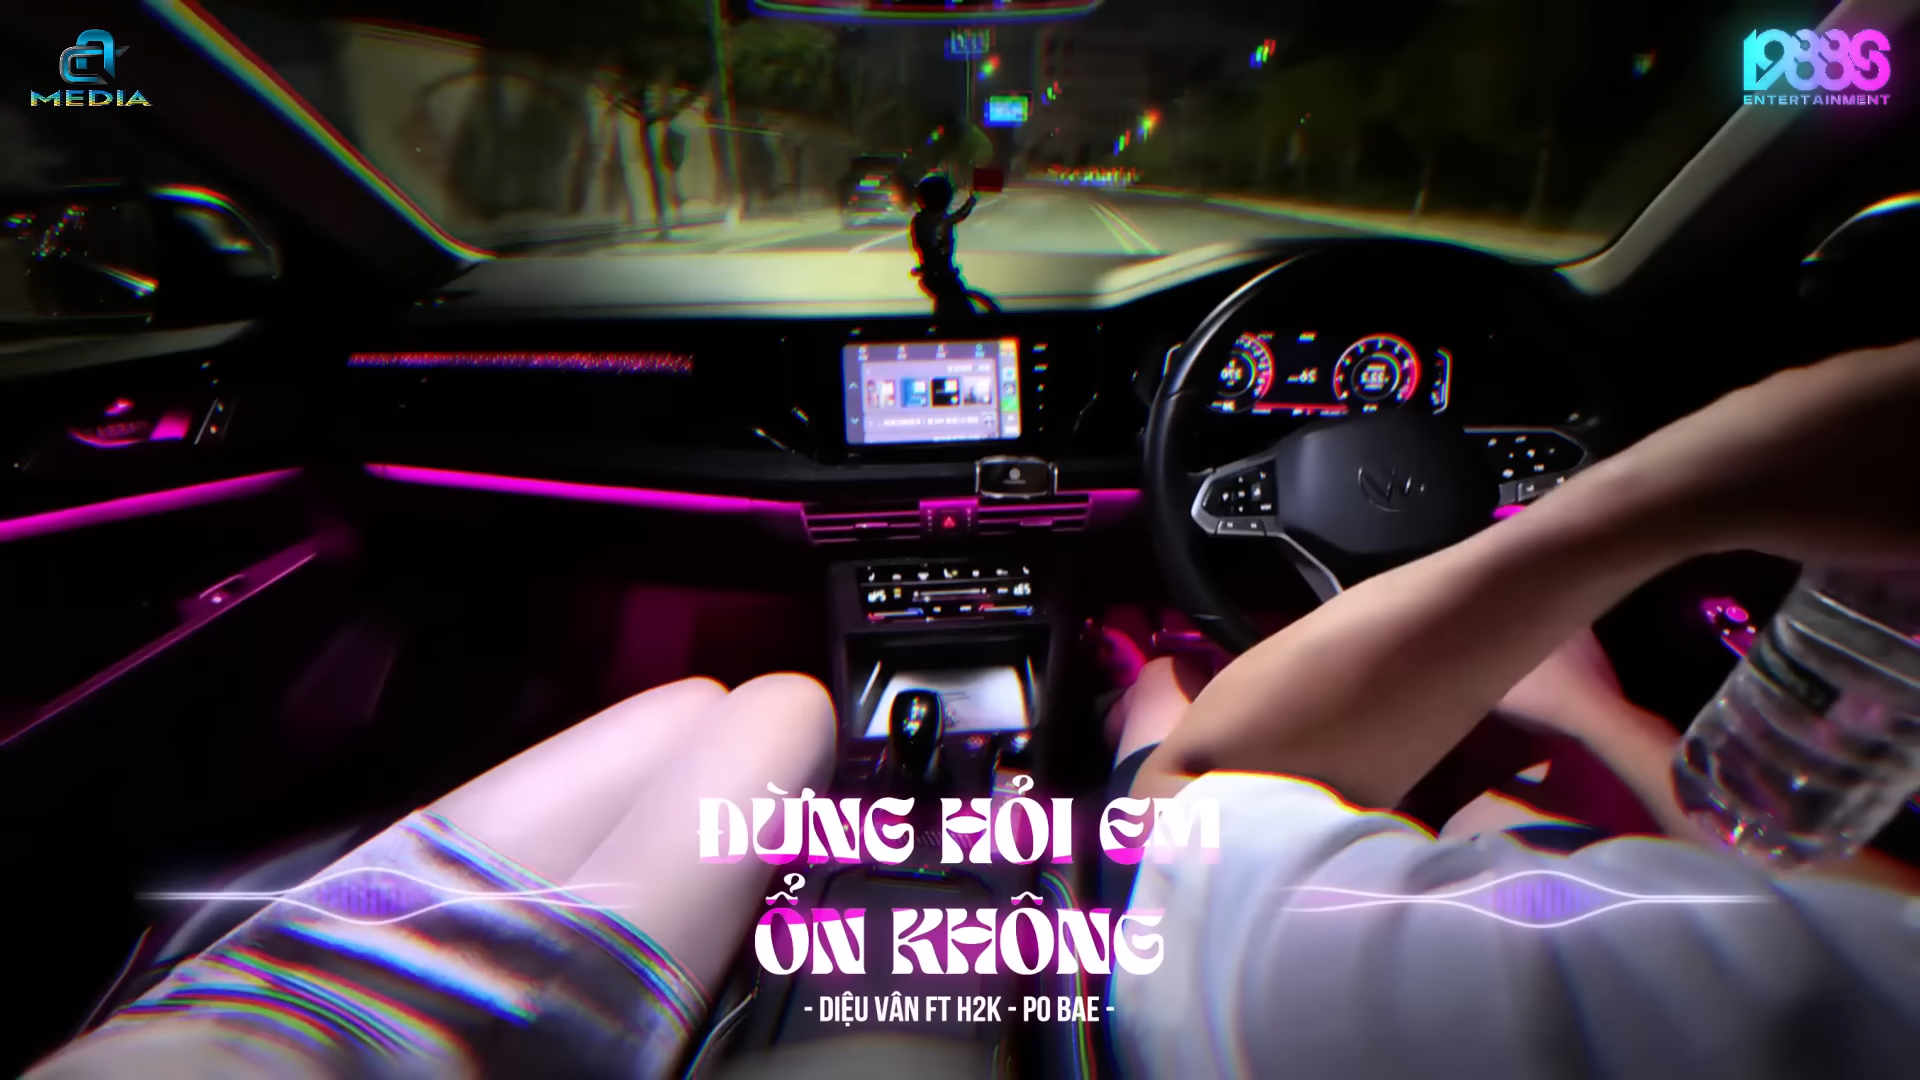 MEDIA
1988S
ENTERTAINMENT
ĐỪNG HỎI EM
ỔN KHÔNG
- DIỆU VÂN FT H2K - PO BAE -